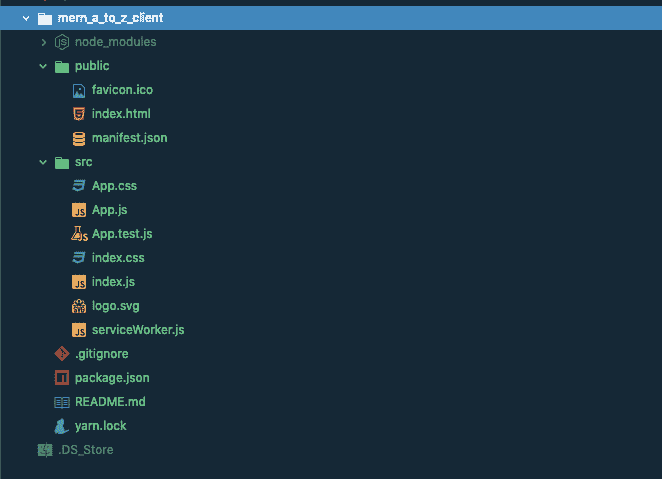 mern_a_to_z_client
node_modules
public
favicon.ico
index.html
manifest.json
src
App.css
App.js
App.test.js
index.css
index.js
logo.svg
serviceWorker.js
.gitignore
package.json
README.md
yarn.lock
.DS_Store